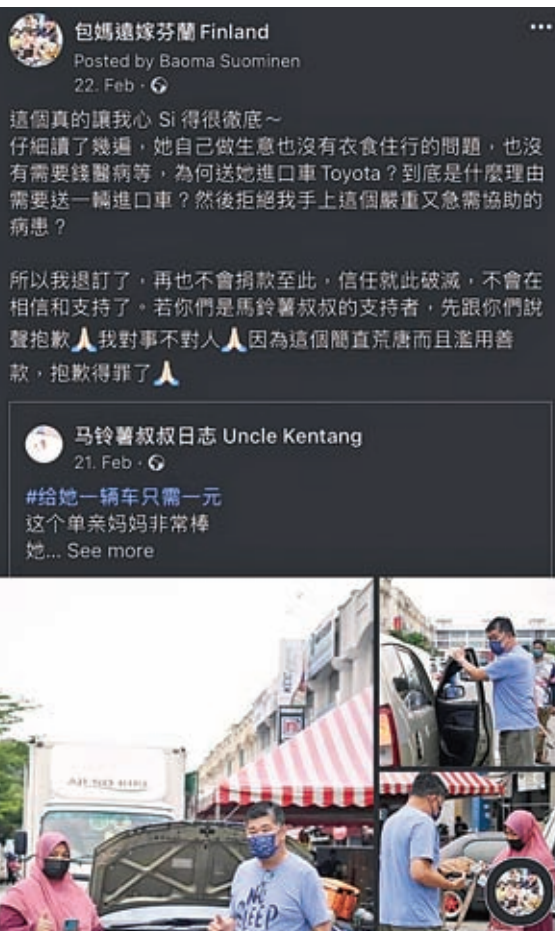 包媽遠嫁芬蘭 Finland
Posted by Baoma Suominen
22. Feb ·
這個真的讓我心 Si 得很徹底～
仔細讀了幾遍，她自己做生意也沒有衣食住行的問題，也沒
有需要錢醫病等，為何送她進口車 Toyota？到底是什麼理由
需要送一輛進口車？然後拒絕我手上這個嚴重又急需協助的
病患？
所以我退訂了，再也不會捐款至此，信任就此破滅，不會在
相信和支持了。若你們是馬鈴薯叔叔的支持者，先跟你們說
聲抱歉🙏🏻我對事不對人🙏🏻因為這個簡直荒唐而且濫用善
款，抱歉得罪了🙏🏻
马铃薯叔叔日志 Uncle Kentang
21. Feb ·
#给她一辆车只需一元
这个单亲妈妈非常棒
她... See more
NO
SLEEP